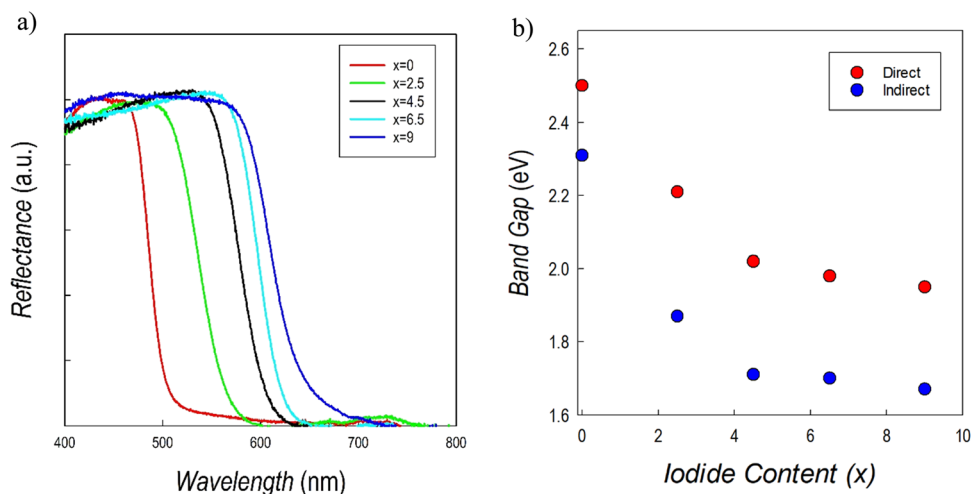 a)
Reflectance (a.u.)
x=0
x=2.5
x=4.5
x=6.5
x=9
400 500 600 700 800
Wavelength (nm)
b)
Band Gap (eV)
2.6
2.4
2.2
2.0
1.8
1.6
Direct
Indirect
0 2 4 6 8 10
Iodide Content (x)